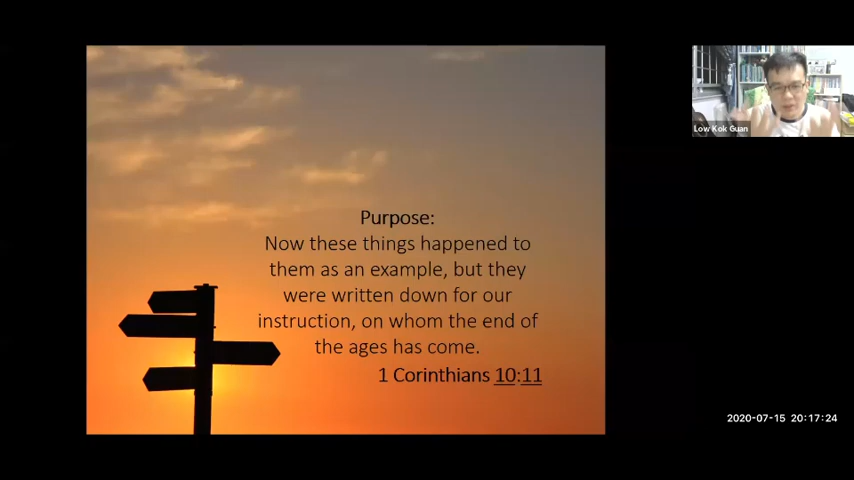 Purpose:
Now these things happened to
them as an example, but they
were written down for our
instruction, on whom the end of
the ages has come.
1 Corinthians 10:11
Low Kok Guan
2020-07-15 20:17:24